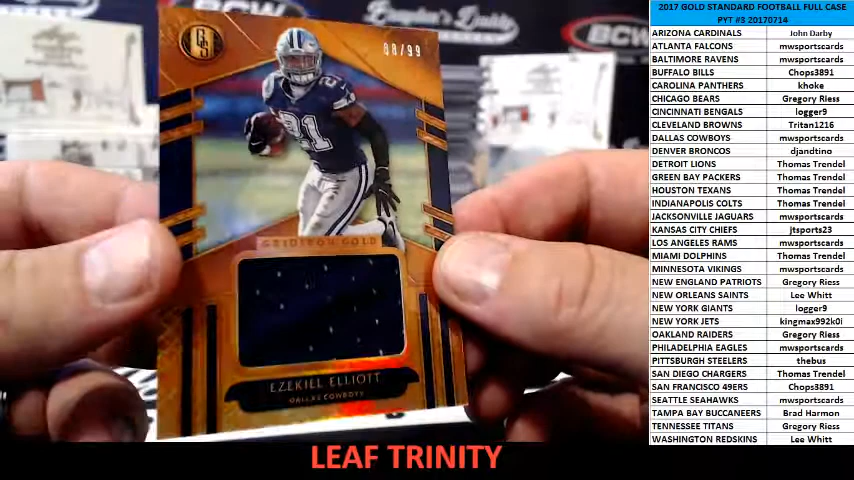 GS
88/99
21
21
GRIDIRON GOLD
EZEKIEL ELLIOTT
DALLAS COWBOYS
BCW
LEAF TRINITY
2017 GOLD STANDARD FOOTBALL FULL CASE
PYT #3 20170714
ARIZONA CARDINALS John Darby
ATLANTA FALCONS mwsportscards
BALTIMORE RAVENS mwsportscards
BUFFALO BILLS Chops3891
CAROLINA PANTHERS khoke
CHICAGO BEARS Gregory Riess
CINCINNATI BENGALS logger9
CLEVELAND BROWNS Tritan1216
DALLAS COWBOYS mwsportscards
DENVER BRONCOS djandtino
DETROIT LIONS Thomas Trendel
GREEN BAY PACKERS Thomas Trendel
HOUSTON TEXANS Thomas Trendel
INDIANAPOLIS COLTS Thomas Trendel
JACKSONVILLE JAGUARS mwsportscards
KANSAS CITY CHIEFS jtsports23
LOS ANGELES RAMS mwsportscards
MIAMI DOLPHINS Thomas Trendel
MINNESOTA VIKINGS mwsportscards
NEW ENGLAND PATRIOTS Gregory Riess
NEW ORLEANS SAINTS Lee Whitt
NEW YORK GIANTS logger9
NEW YORK JETS kingmax992k0i
OAKLAND RAIDERS Gregory Riess
PHILADELPHIA EAGLES mwsportscards
PITTSBURGH STEELERS thebus
SAN DIEGO CHARGERS Thomas Trendel
SAN FRANCISCO 49ERS Chops3891
SEATTLE SEAHAWKS mwsportscards
TAMPA BAY BUCCANEERS Brad Harmon
TENNESSEE TITANS Gregory Riess
WASHINGTON REDSKINS Lee Whitt